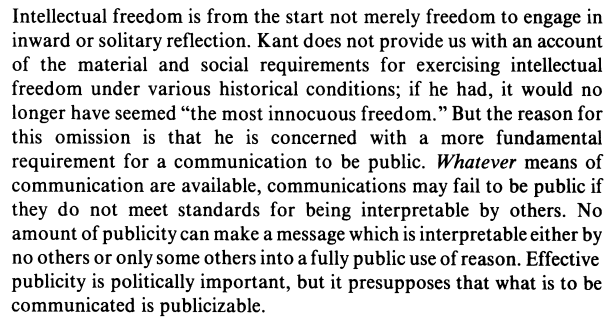 Intellectual freedom is from the start not merely freedom to engage in
inward or solitary reflection. Kant does not provide us with an account
of the material and social requirements for exercising intellectual
freedom under various historical conditions; if he had, it would no
longer have seemed “the most innocuous freedom.” But the reason for
this omission is that he is concerned with a more fundamental
requirement for a communication to be public. Whatever means of
communication are available, communications may fail to be public if
they do not meet standards for being interpretable by others. No
amount of publicity can make a message which is interpretable either by
no others or only some others into a fully public use of reason. Effective
publicity is politically important, but it presupposes that what is to be
communicated is publicizable.